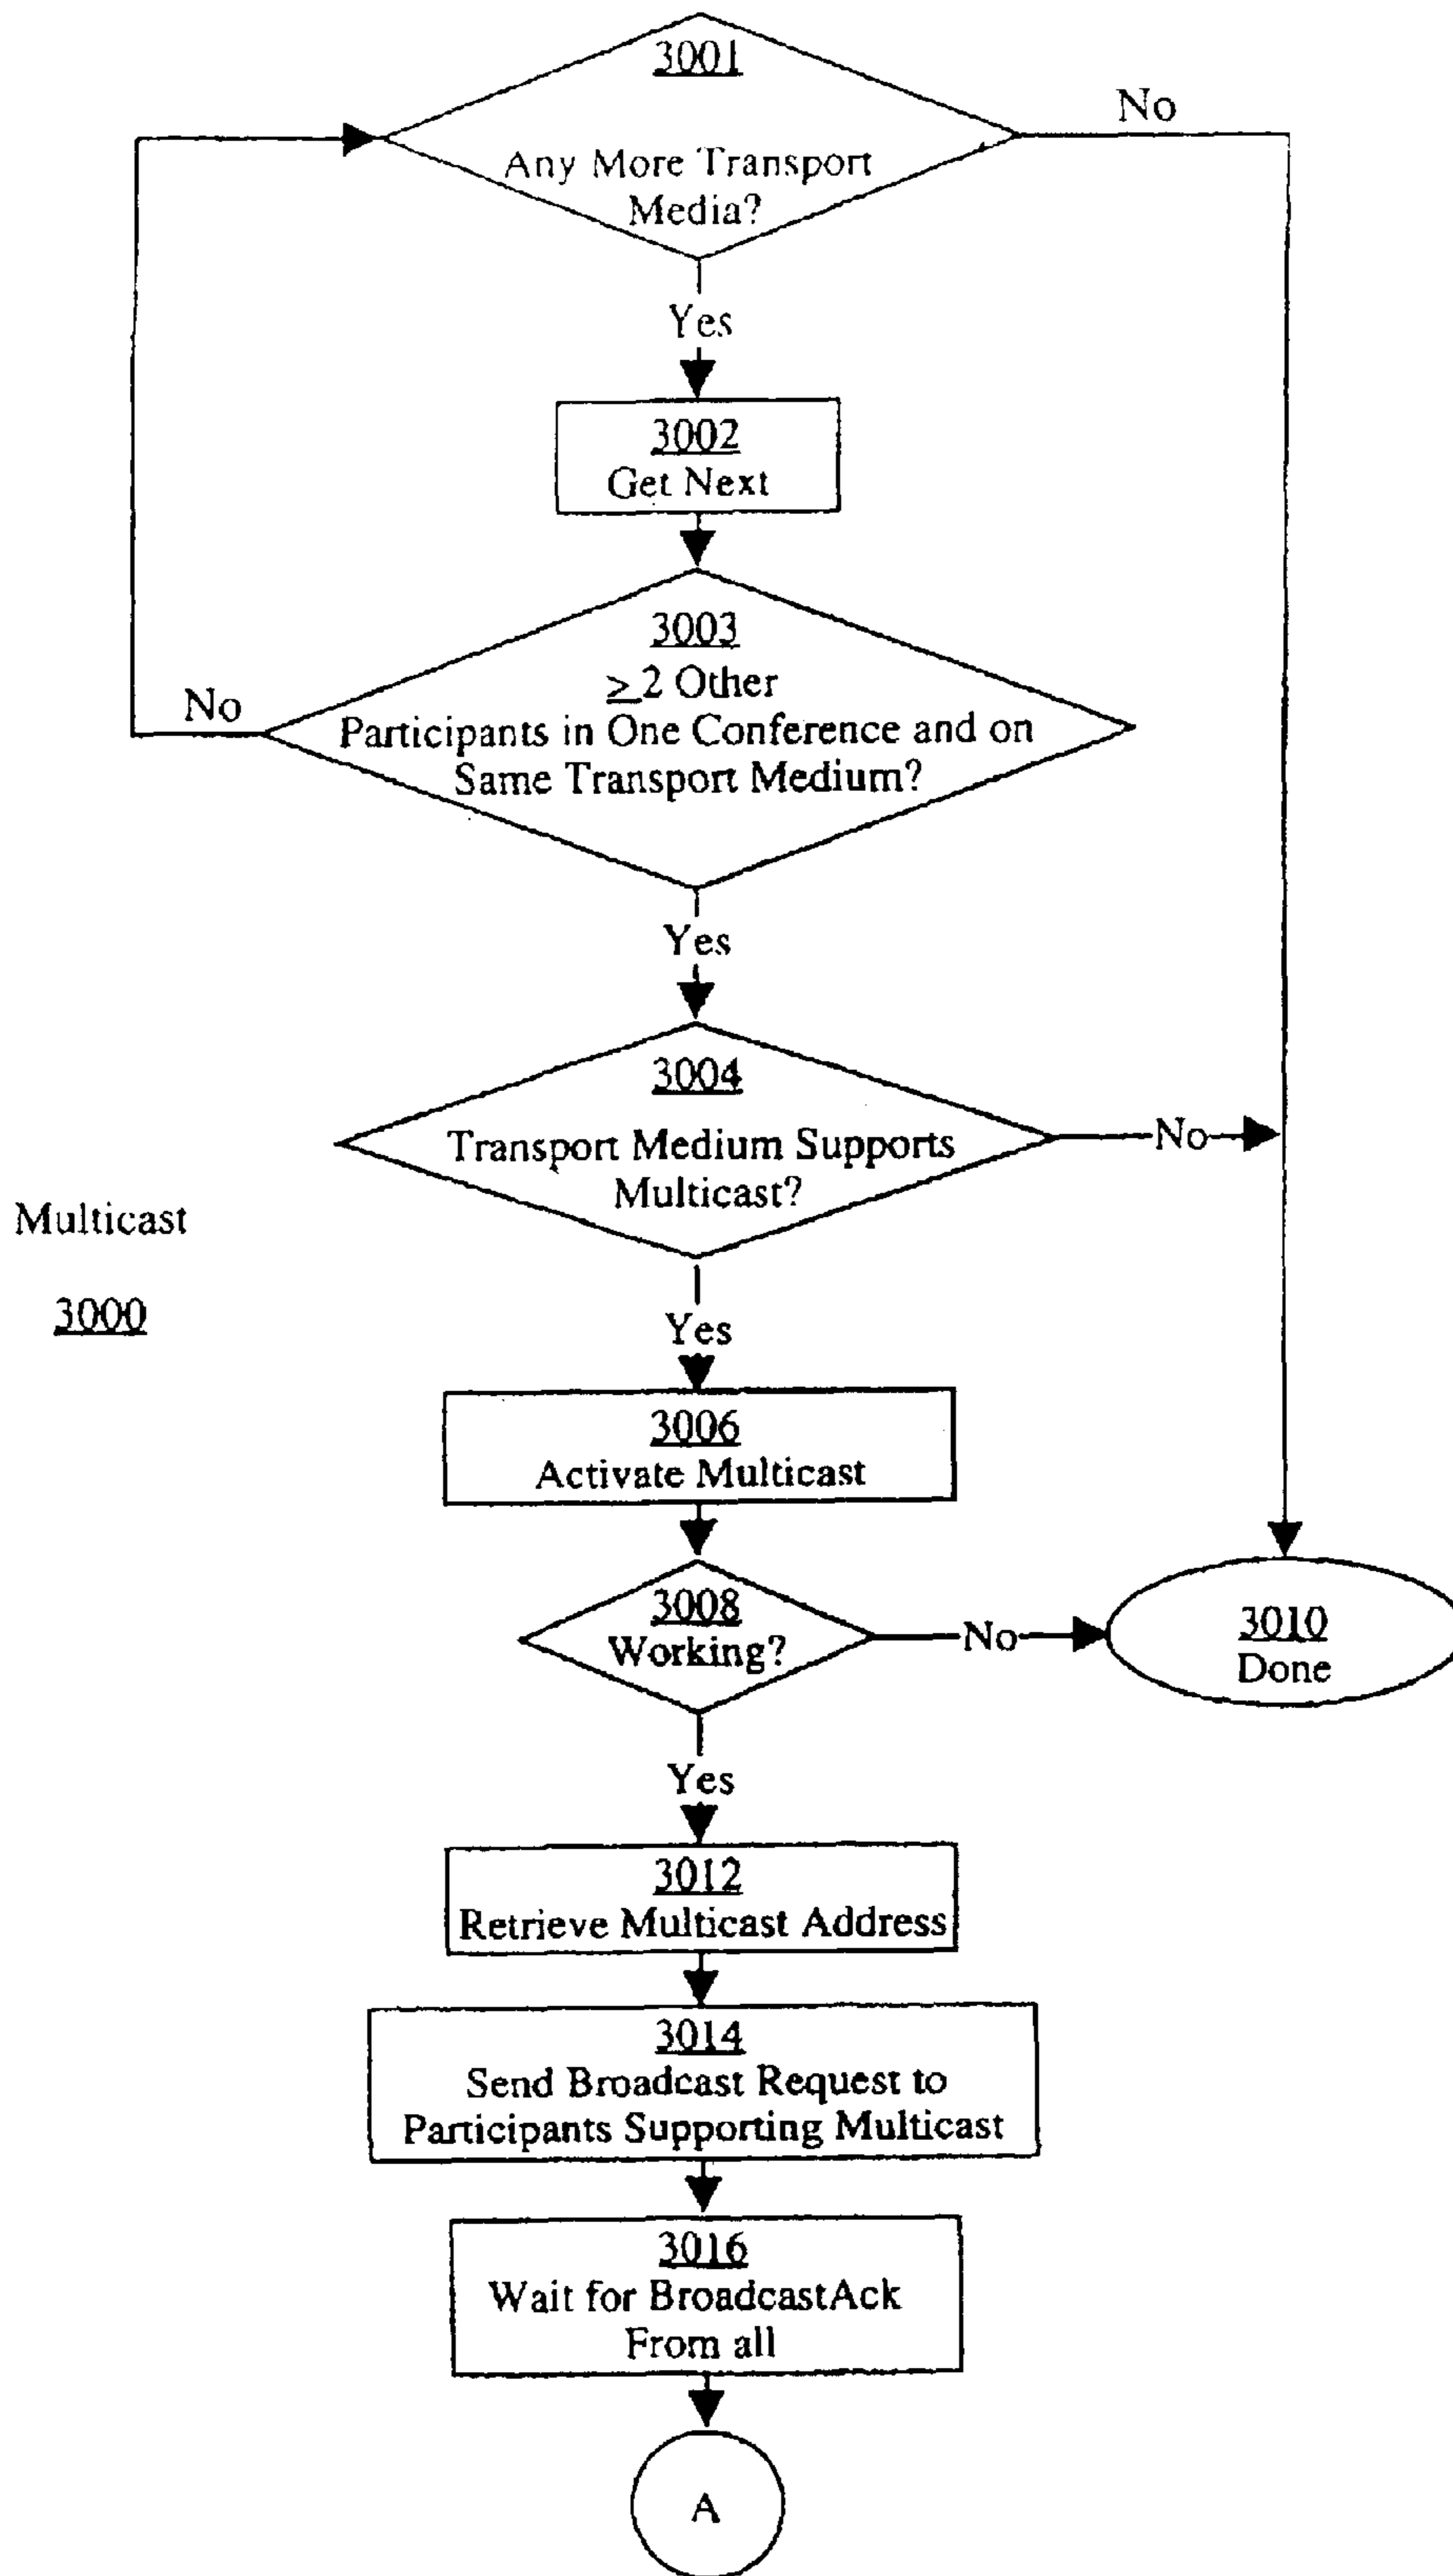 3001
Any More Transport
Media?
No
Yes
3002
Get Next
3003
≥ 2 Other
Participants in One Conference and on
Same Transport Medium?
No
Yes
3004
Transport Medium Supports
Multicast?
No
Multicast
3000
Yes
3006
Activate Multicast
3008
Working?
No
3010
Done
Yes
3012
Retrieve Multicast Address
3014
Send Broadcast Request to
Participants Supporting Multicast
3016
Wait for BroadcastAck
From all
A